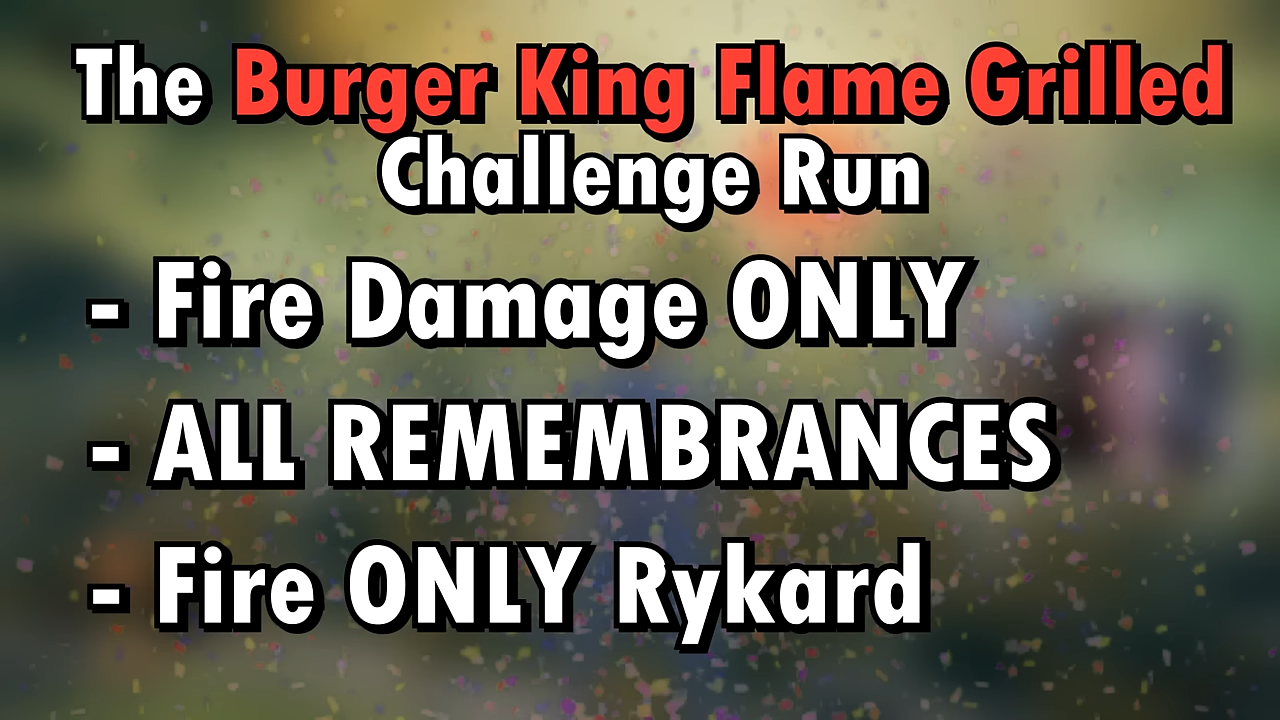 The Burger King Flame Grilled
Challenge Run
- Fire Damage ONLY
- ALL REMEMBRANCES
- Fire ONLY Rykard